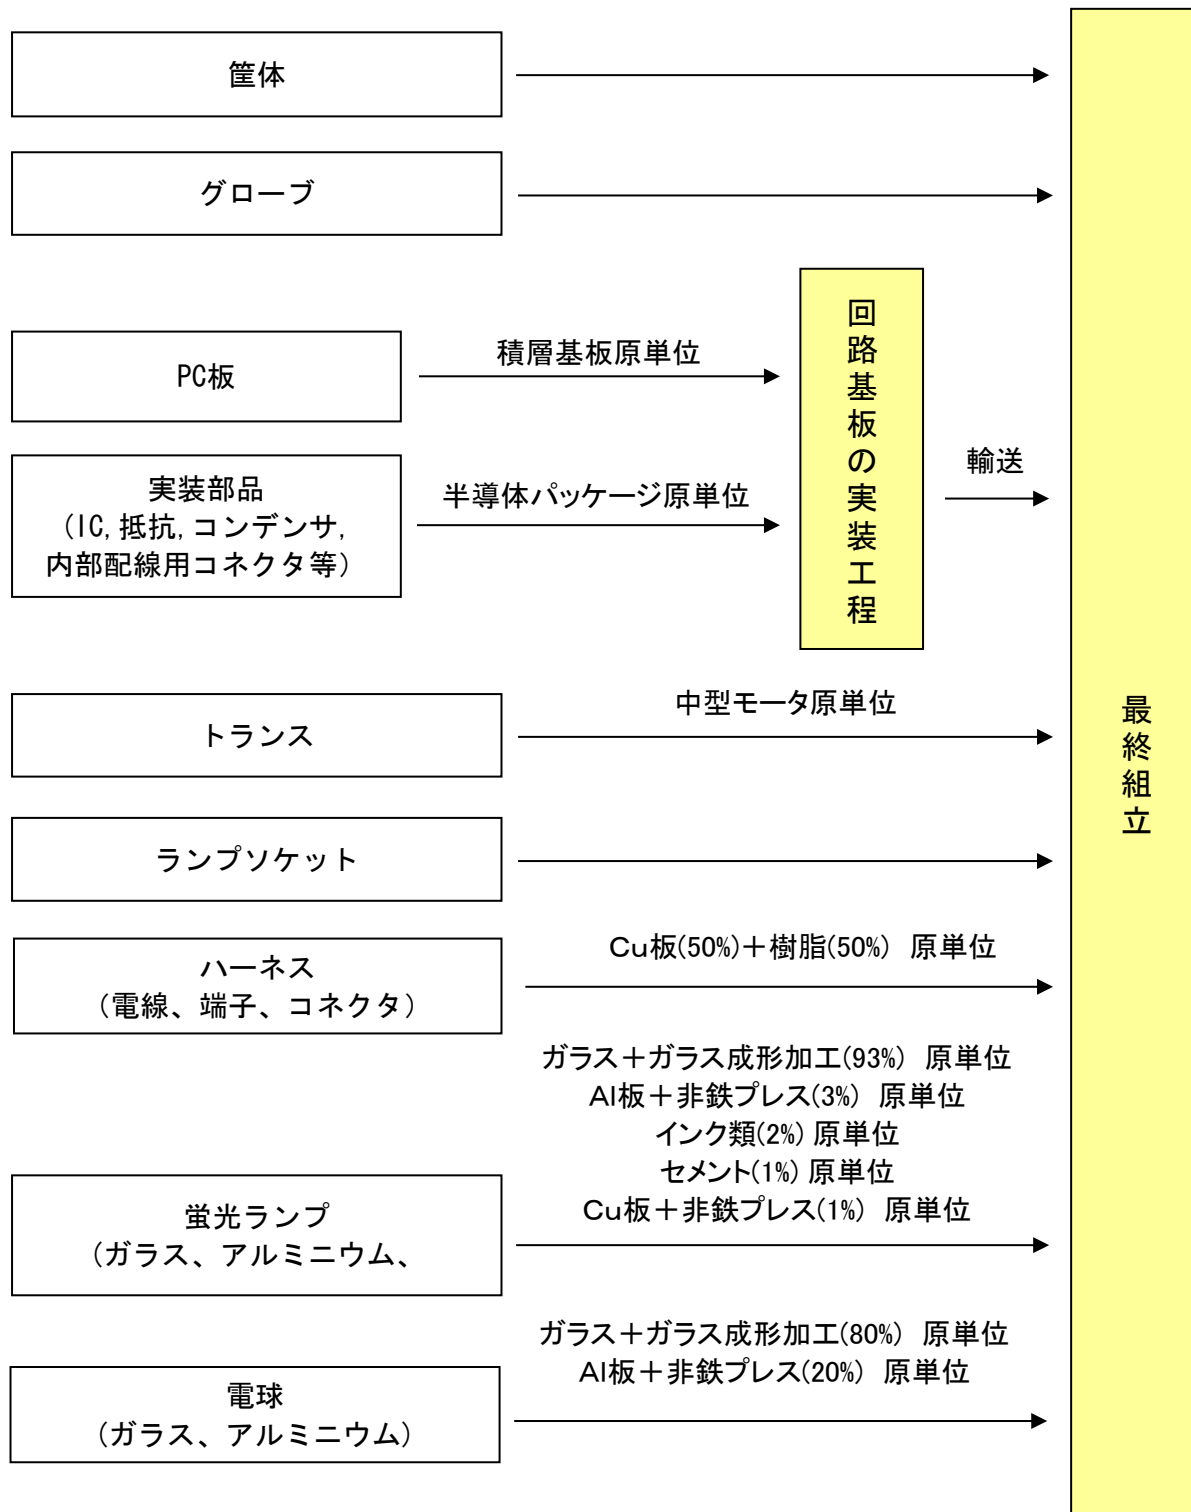 筐体
グローブ
PC板
積層基板原単位
実装部品
（IC,抵抗,コンデンサ,
内部配線用コネクタ等）
半導体パッケージ原単位
回路基板の実装工程
輸送
トランス
中型モータ原単位
ランプソケット
ハーネス
（電線、端子、コネクタ）
Cu板(50%)＋樹脂(50%) 原単位
蛍光ランプ
（ガラス、アルミニウム、
ガラス＋ガラス成形加工(93%) 原単位
Al板＋非鉄プレス(3%) 原単位
インク類(2%)原単位
セメント(1%)原単位
Cu板＋非鉄プレス(1%) 原単位
電球
（ガラス、アルミニウム）
ガラス＋ガラス成形加工(80%) 原単位
Al板＋非鉄プレス(20%) 原単位
最終組立